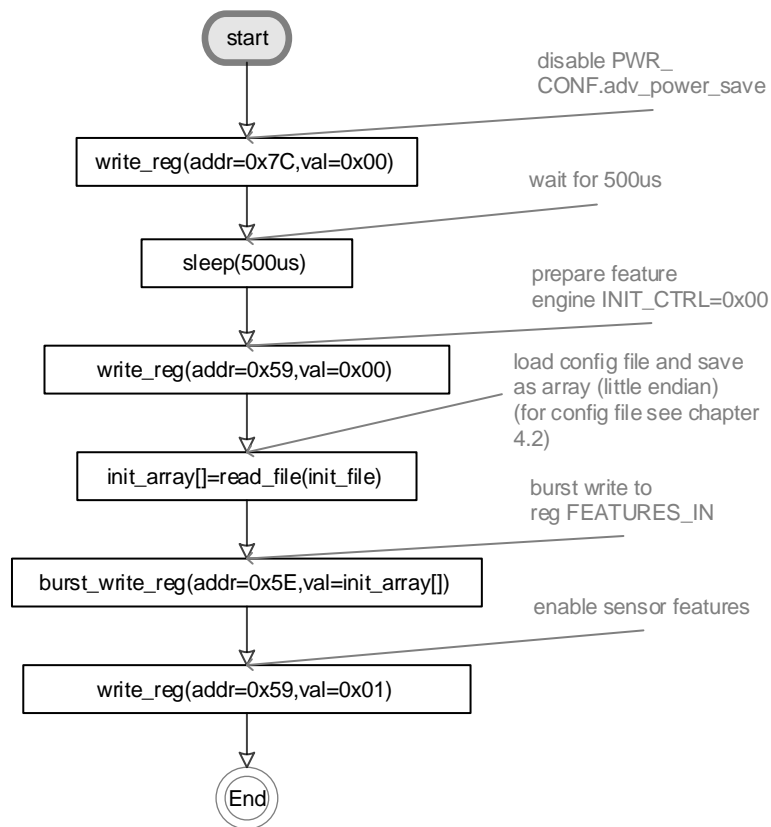 start
disable PWR_
CONF.adv_power_save
write_reg(addr=0x7C,val=0x00)
wait for 500us
sleep(500us)
prepare feature
engine INIT_CTRL=0x00
write_reg(addr=0x59,val=0x00)
load config file and save
as array (little endian)
(for config file see chapter
4.2)
init_array[]=read_file(init_file)
burst write to
reg FEATURES_IN
burst_write_reg(addr=0x5E,val=init_array[])
enable sensor features
write_reg(addr=0x59,val=0x01)
End